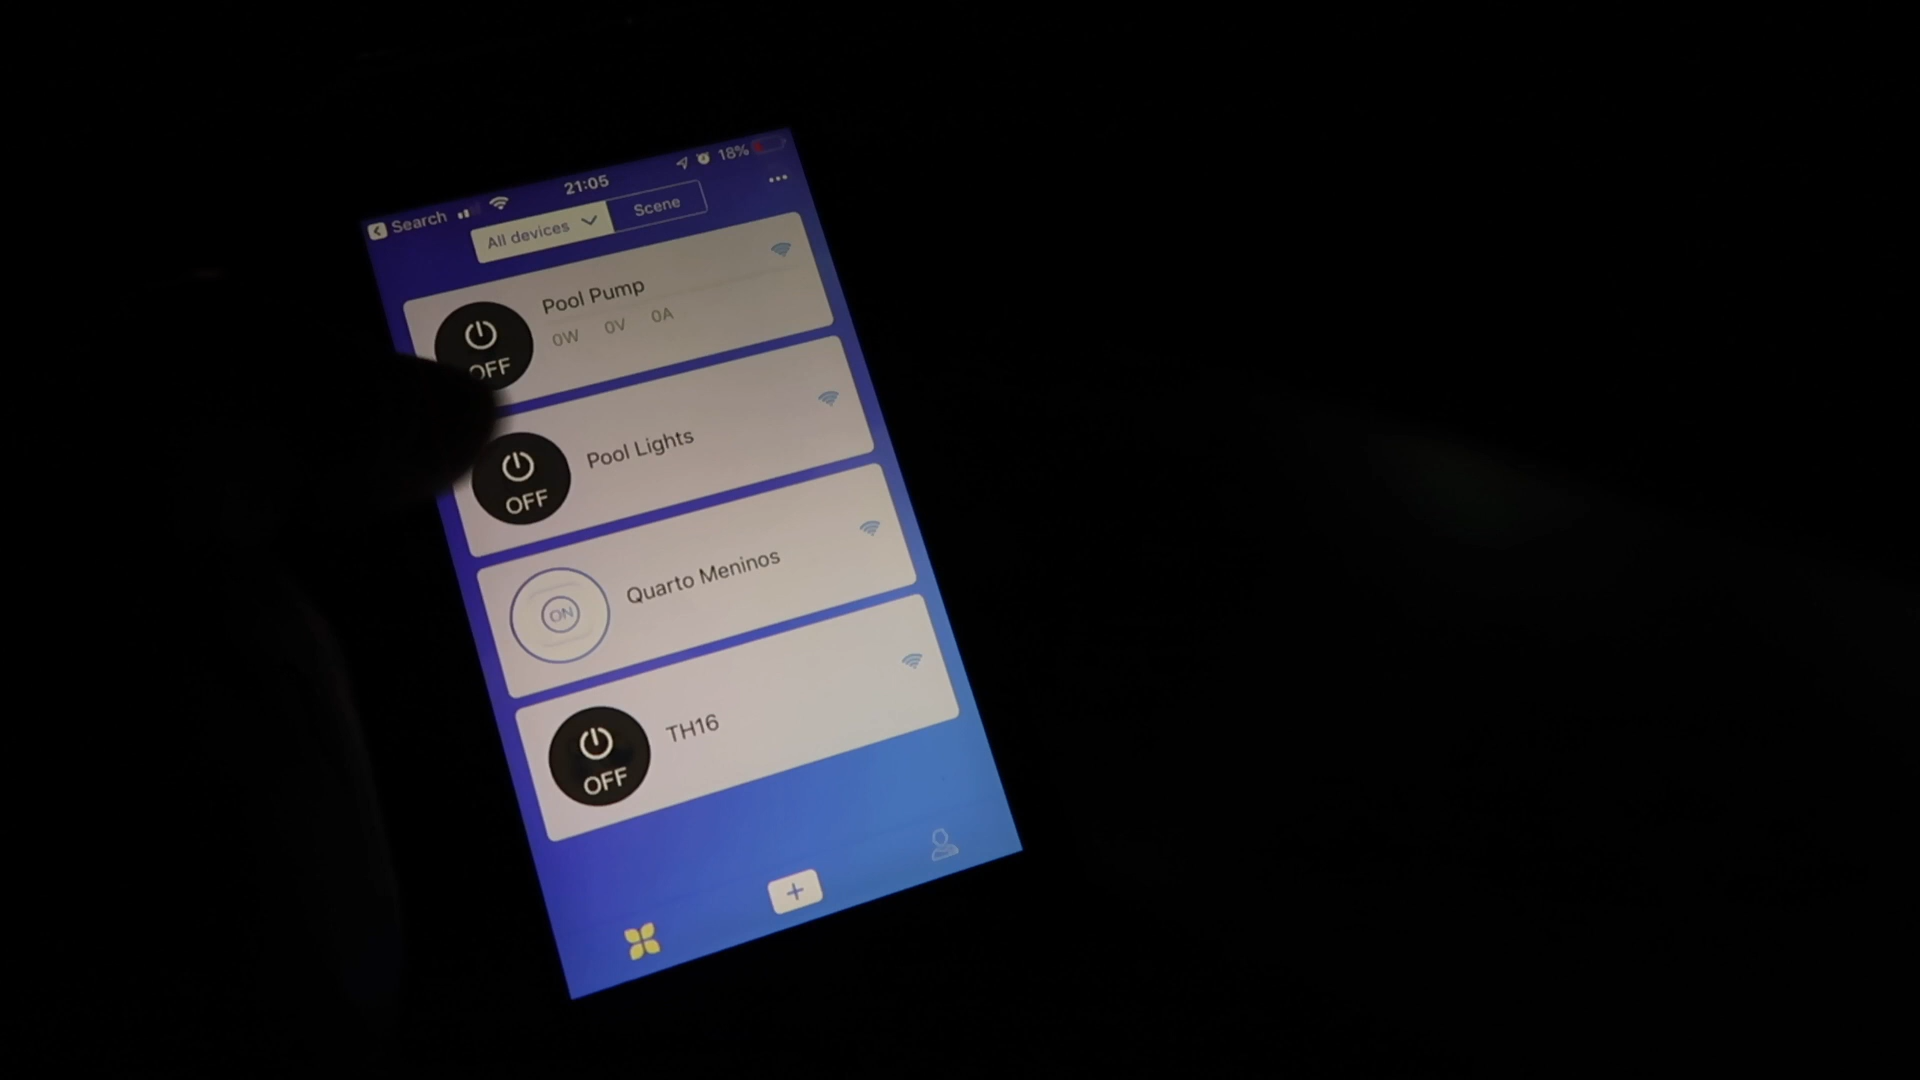 Search 21:05 18%
All devices Scene
Pool Pump
0W 0V 0A
OFF
Pool Lights
OFF
Quarto Meninos
ON
TH16
OFF